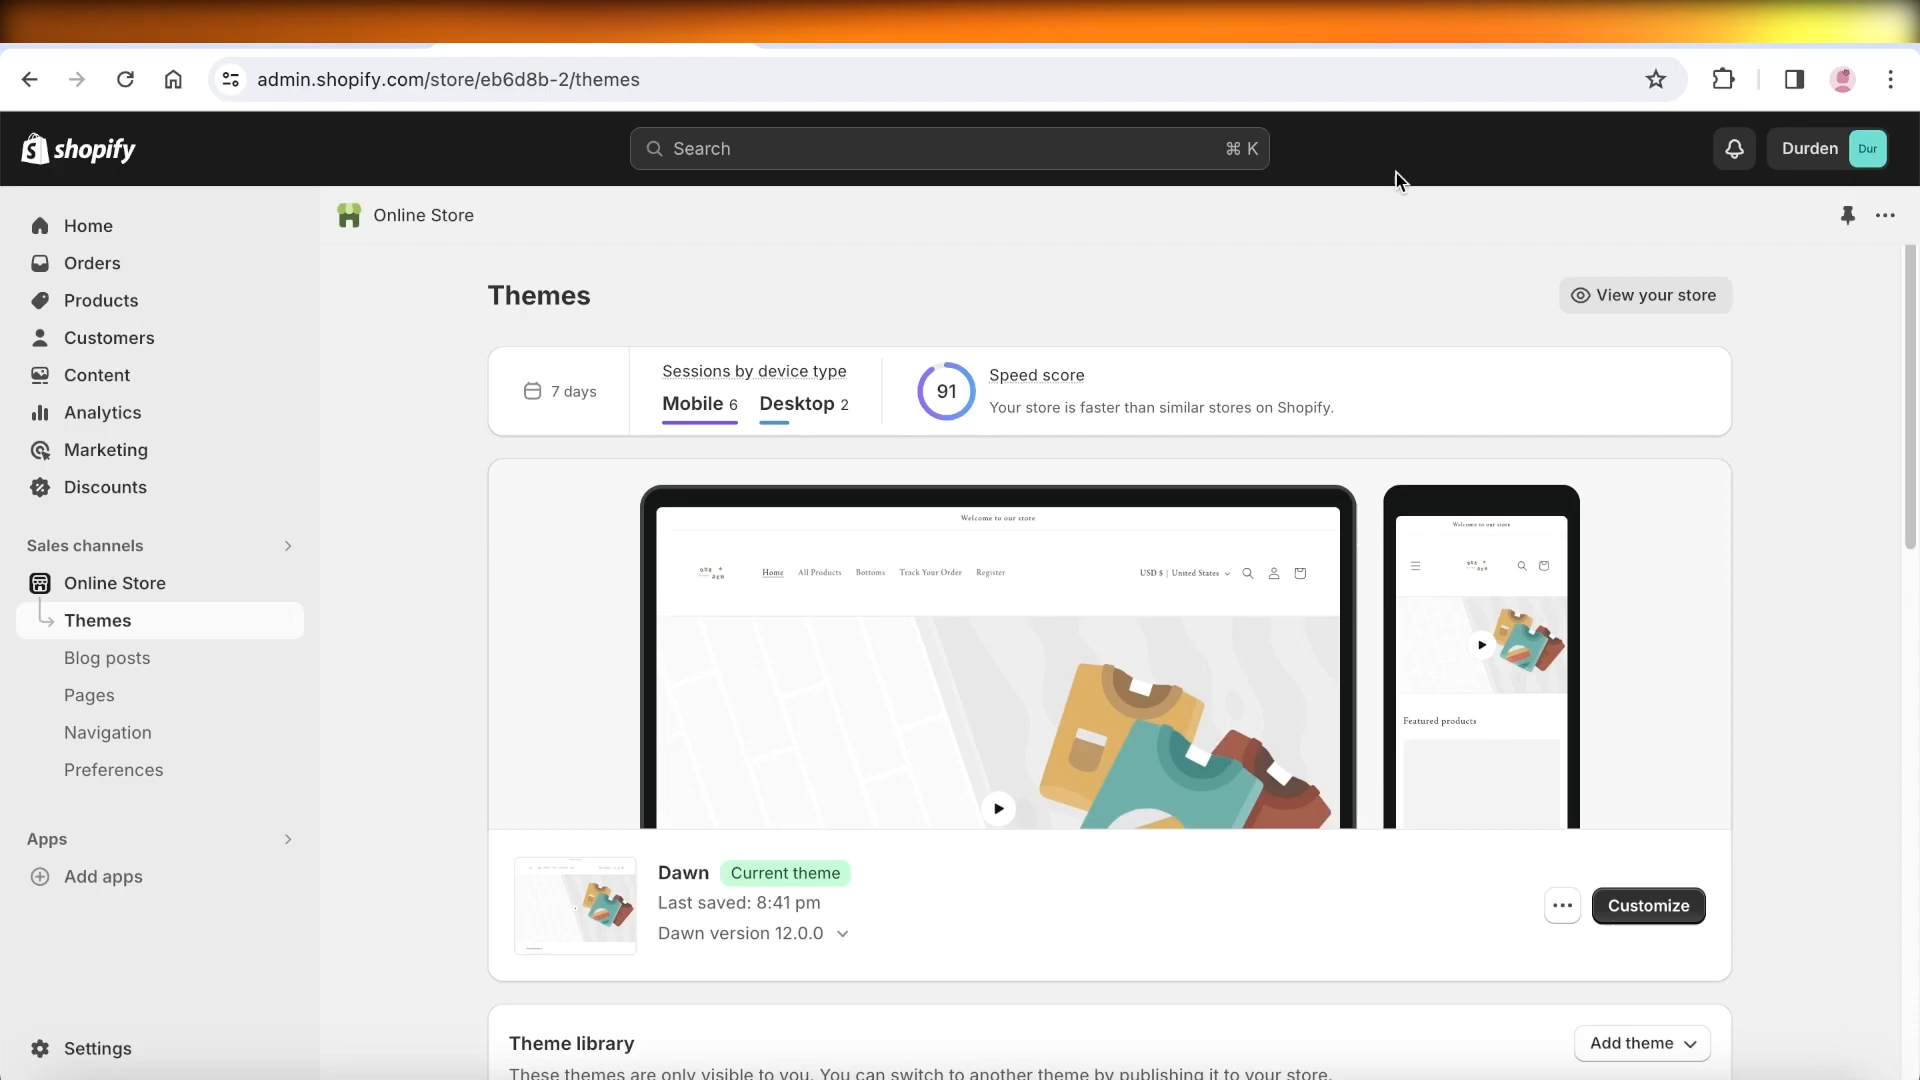 admin.shopify.com/store/eb6d8b-2/themes
shopify
Search
⌘ K
Durden
Dur
Home
Orders
Products
Customers
Content
Analytics
Marketing
Discounts
Sales channels
Online Store
Themes
Blog posts
Pages
Navigation
Preferences
Apps
Add apps
Settings
Online Store
Themes
View your store
7 days
Sessions by device type
Mobile 6 Desktop 2
91
Speed score
Your store is faster than similar stores on Shopify.
Welcome to our store
Home All Products Bottoms Track Your Order Register
USD $ | United States
Welcome to our store
Featured products
Dawn Current theme
Last saved: 8:41 pm
Dawn version 12.0.0
Customize
Theme library
Add theme
These themes are only visible to you. You can switch to another theme by publishing it to your store.